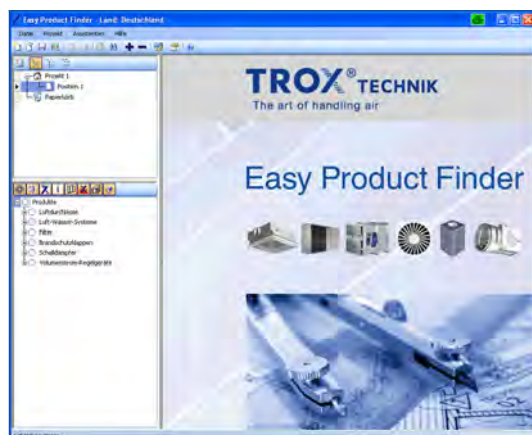 Easy Product Finder - Land: Deutschland
Datei Projekt Assistenten Hilfe
Projekt 1
Position 1
Papierkorb
TROX® TECHNIK
The art of handling air
Easy Product Finder
Produkte
Luftdurchlässe
Luft-Wasser-Systeme
Filter
Brandschutzklappen
Schalldämpfer
Volumenstrom-Regelgeräte